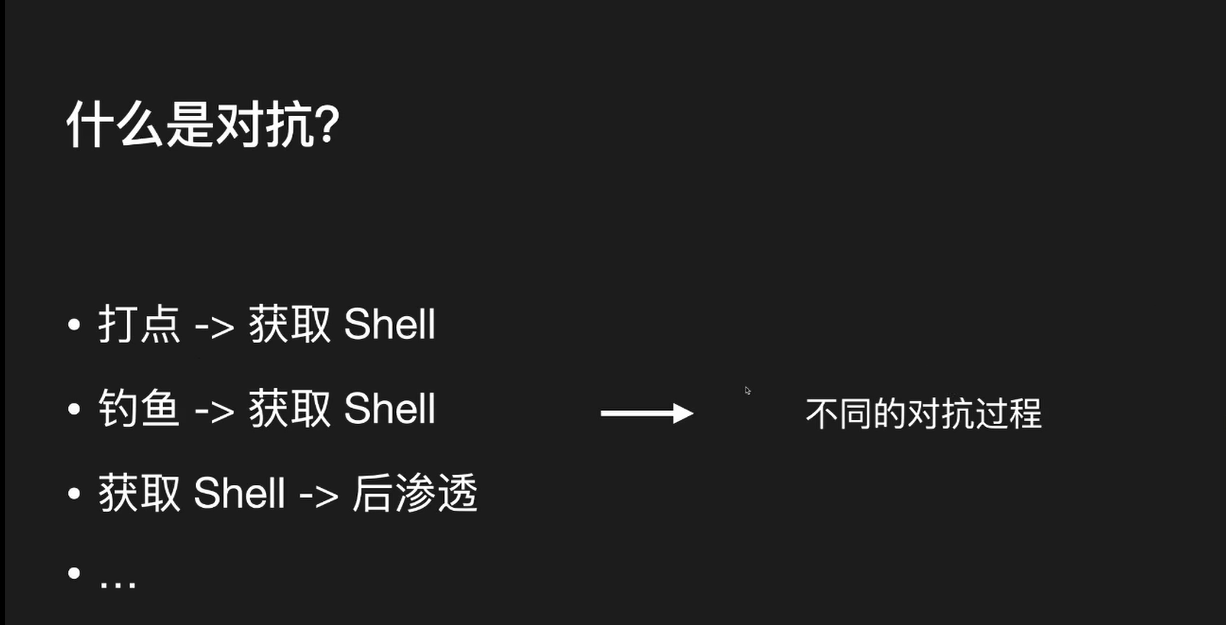 什么是对抗?
• 打点 -> 获取 Shell
• 钓鱼 -> 获取 Shell
不同的对抗过程
• 获取 Shell -> 后渗透
• ...